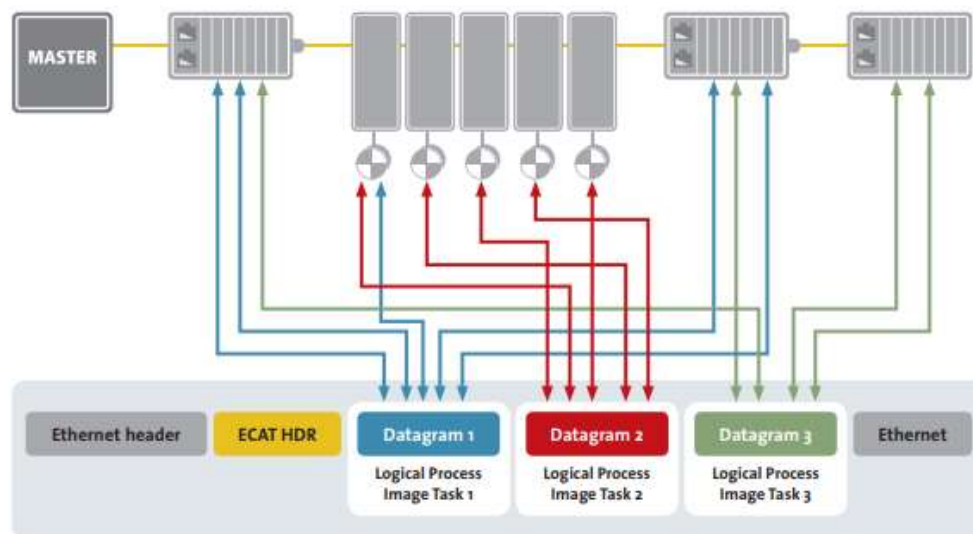 MASTER
Ethernet header
ECAT HDR
Datagram 1
Datagram 2
Datagram 3
Ethernet
Logical Process
Image Task 1
Logical Process
Image Task 2
Logical Process
Image Task 3